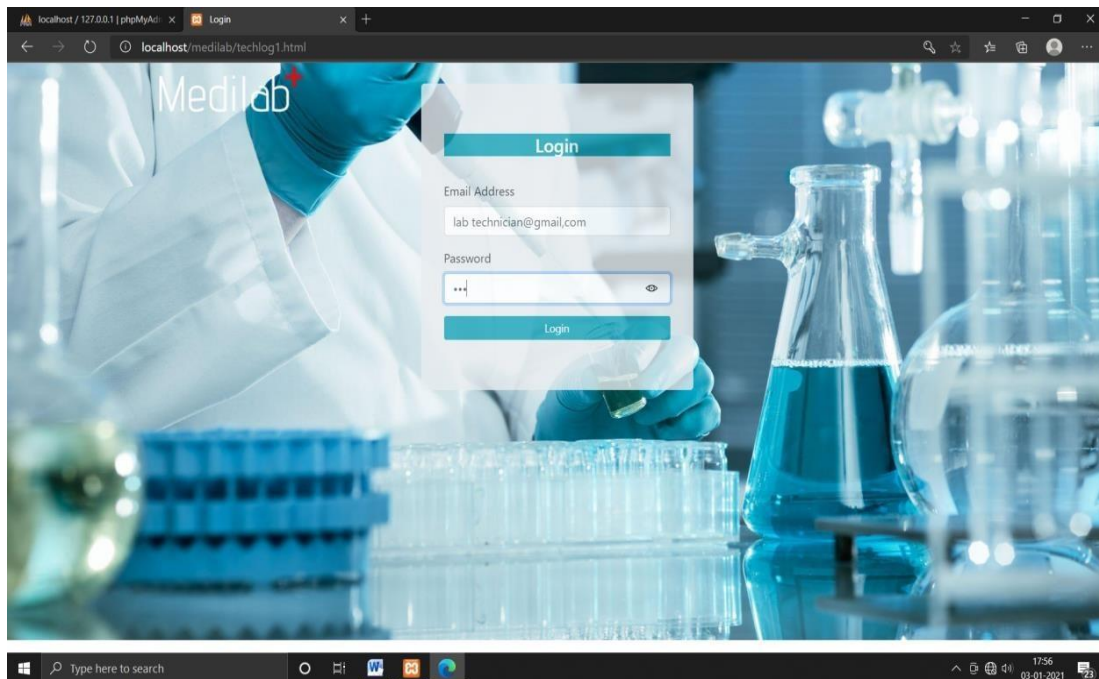 localhost / 127.0.0.1 | phpMyAdr
Login
localhost/medilab/techlog1.html
Medilab
Login
Email Address
lab technician@gmail,com
Password
Login
Type here to search
17:56
03-01-2021
23